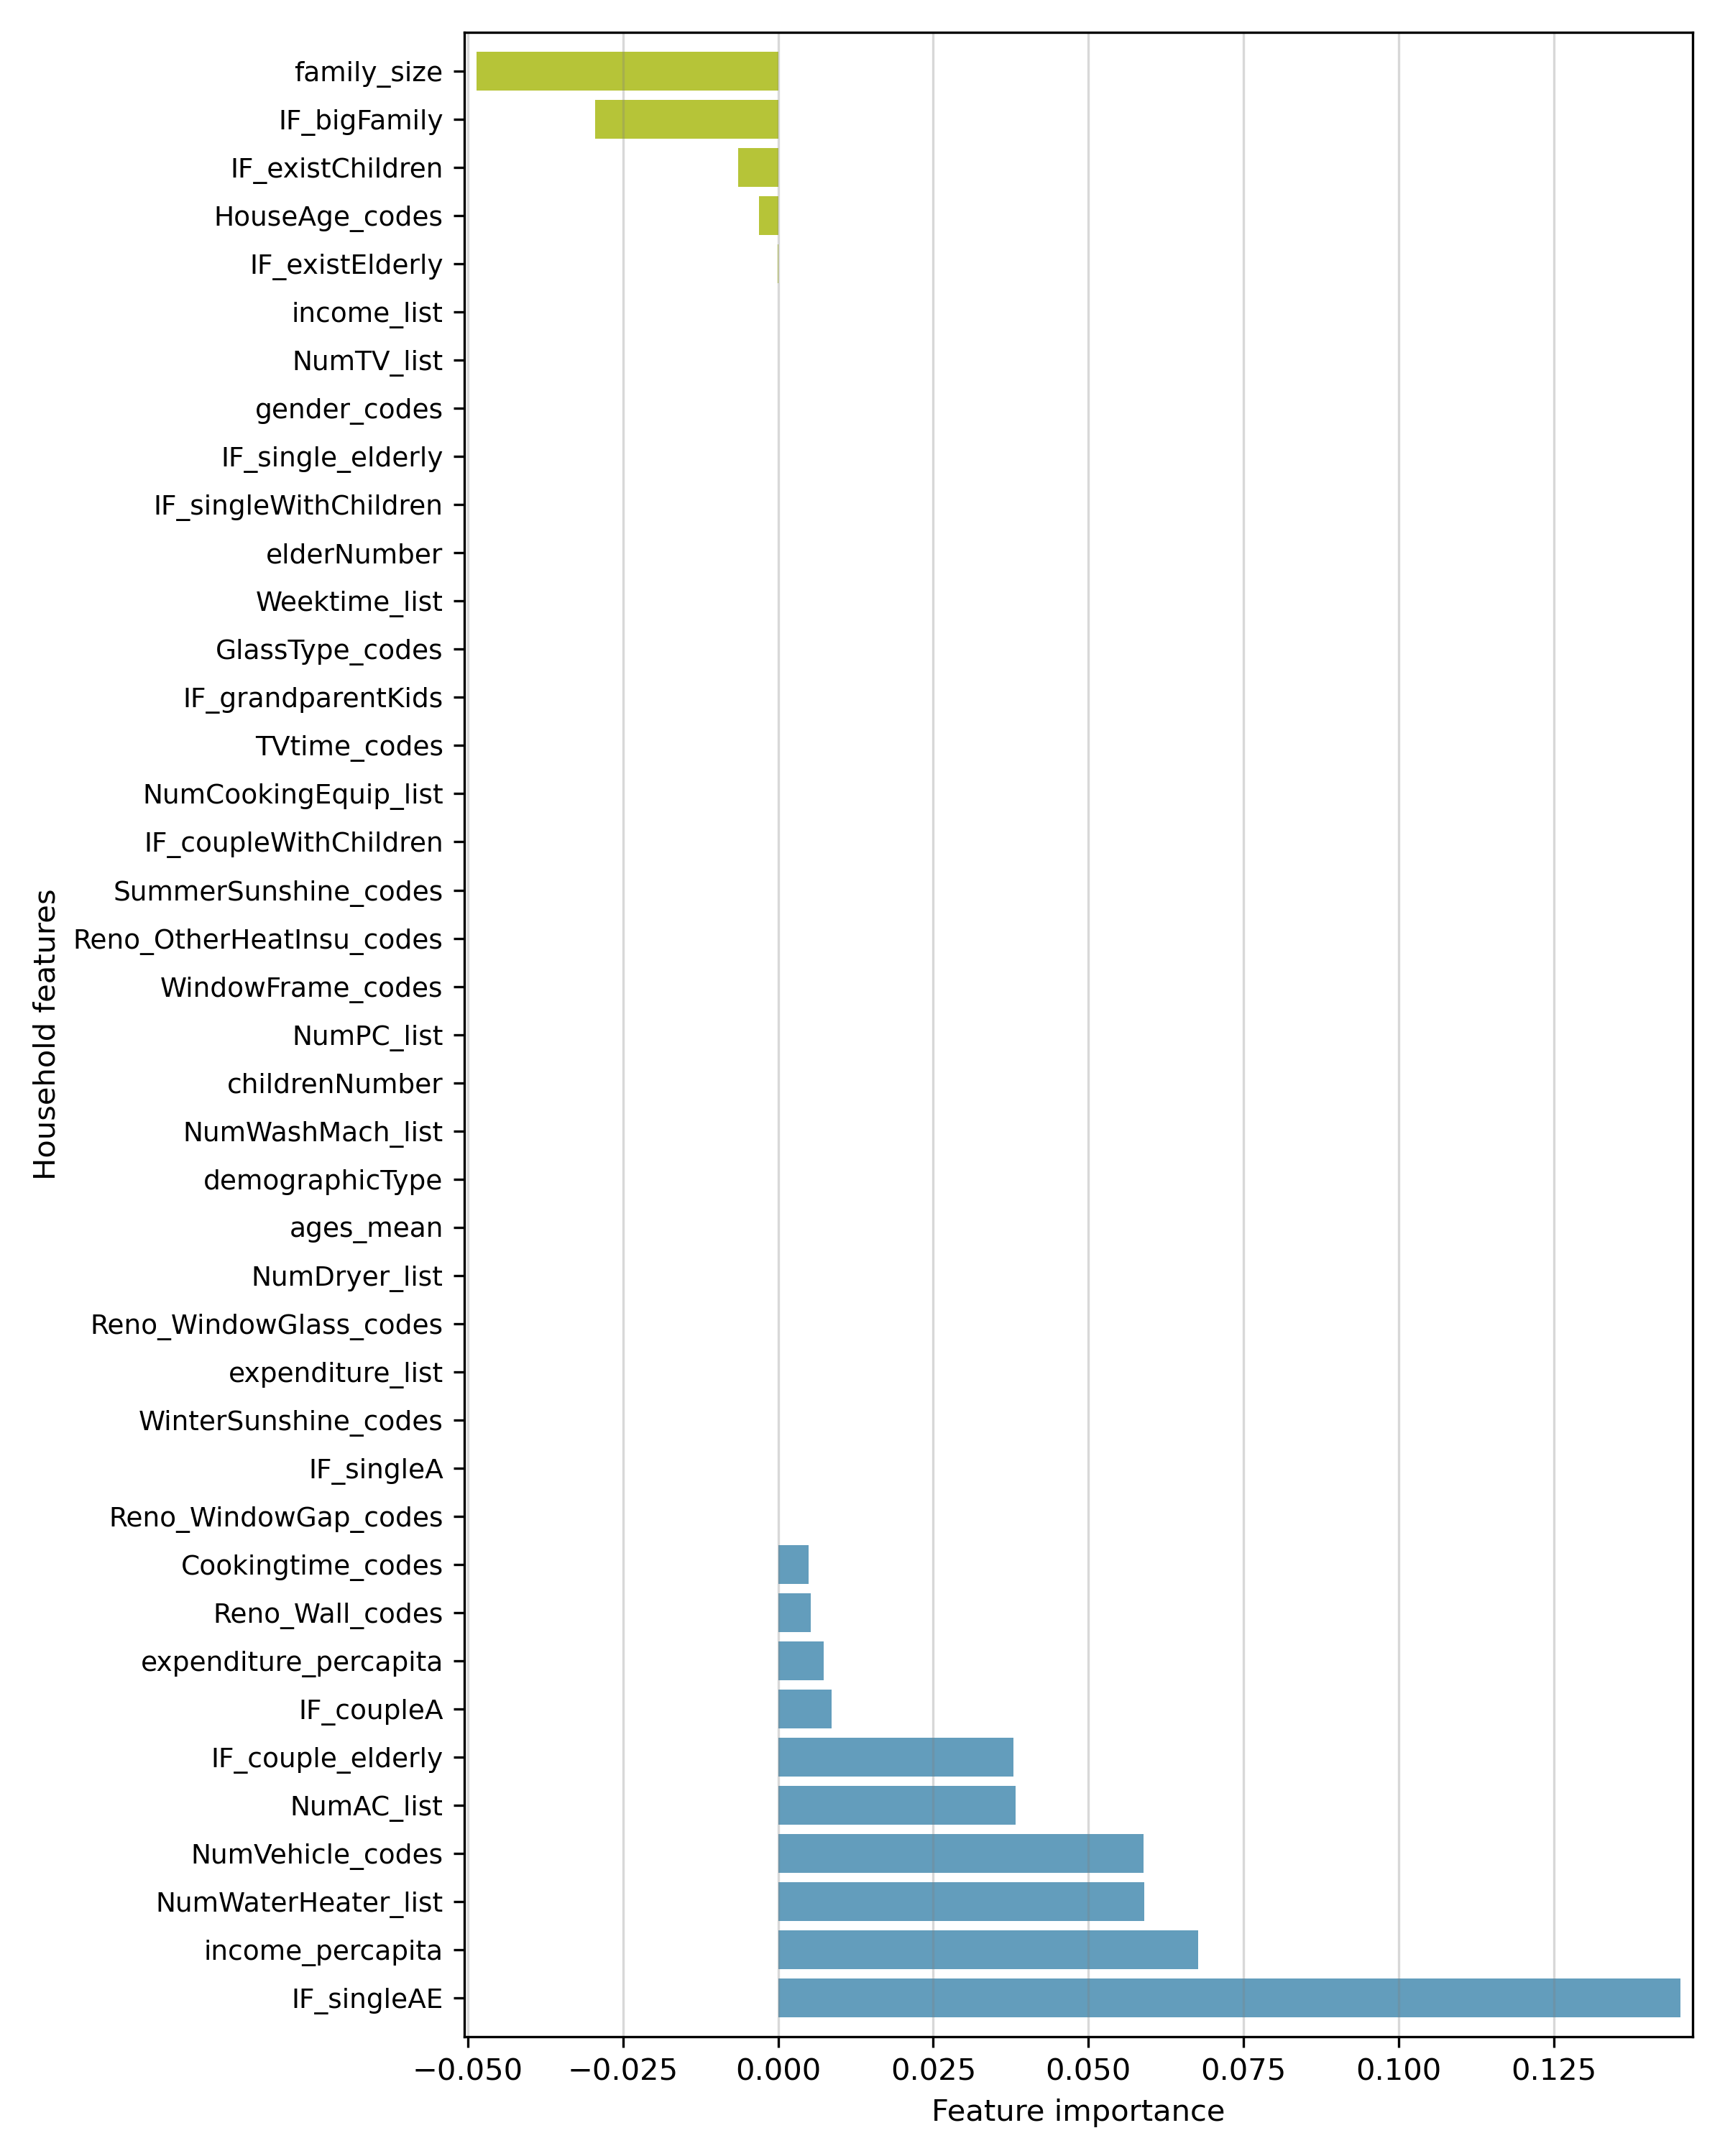 family_size
IF_bigFamily
IF_existChildren
HouseAge_codes
IF_existElderly
income_list
NumTV_list
gender_codes
IF_single_elderly
IF_singleWithChildren
elderNumber
Weektime_list
GlassType_codes
IF_grandparentKids
TVtime_codes
NumCookingEquip_list
IF_coupleWithChildren
SummerSunshine_codes
Reno_OtherHeatInsu_codes
WindowFrame_codes
NumPC_list
childrenNumber
NumWashMach_list
demographicType
ages_mean
NumDryer_list
Reno_WindowGlass_codes
expenditure_list
WinterSunshine_codes
IF_singleA
Reno_WindowGap_codes
Cookingtime_codes
Reno_Wall_codes
expenditure_percapita
IF_coupleA
IF_couple_elderly
NumAC_list
NumVehicle_codes
NumWaterHeater_list
income_percapita
IF_singleAE
Household features
−0.050 −0.025 0.000 0.025 0.050 0.075 0.100 0.125
Feature importance